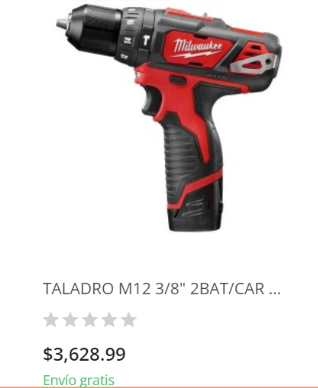 Milwaukee
TALADRO M12 3/8" 2BAT/CAR ...
$3,628.99
Envío gratis